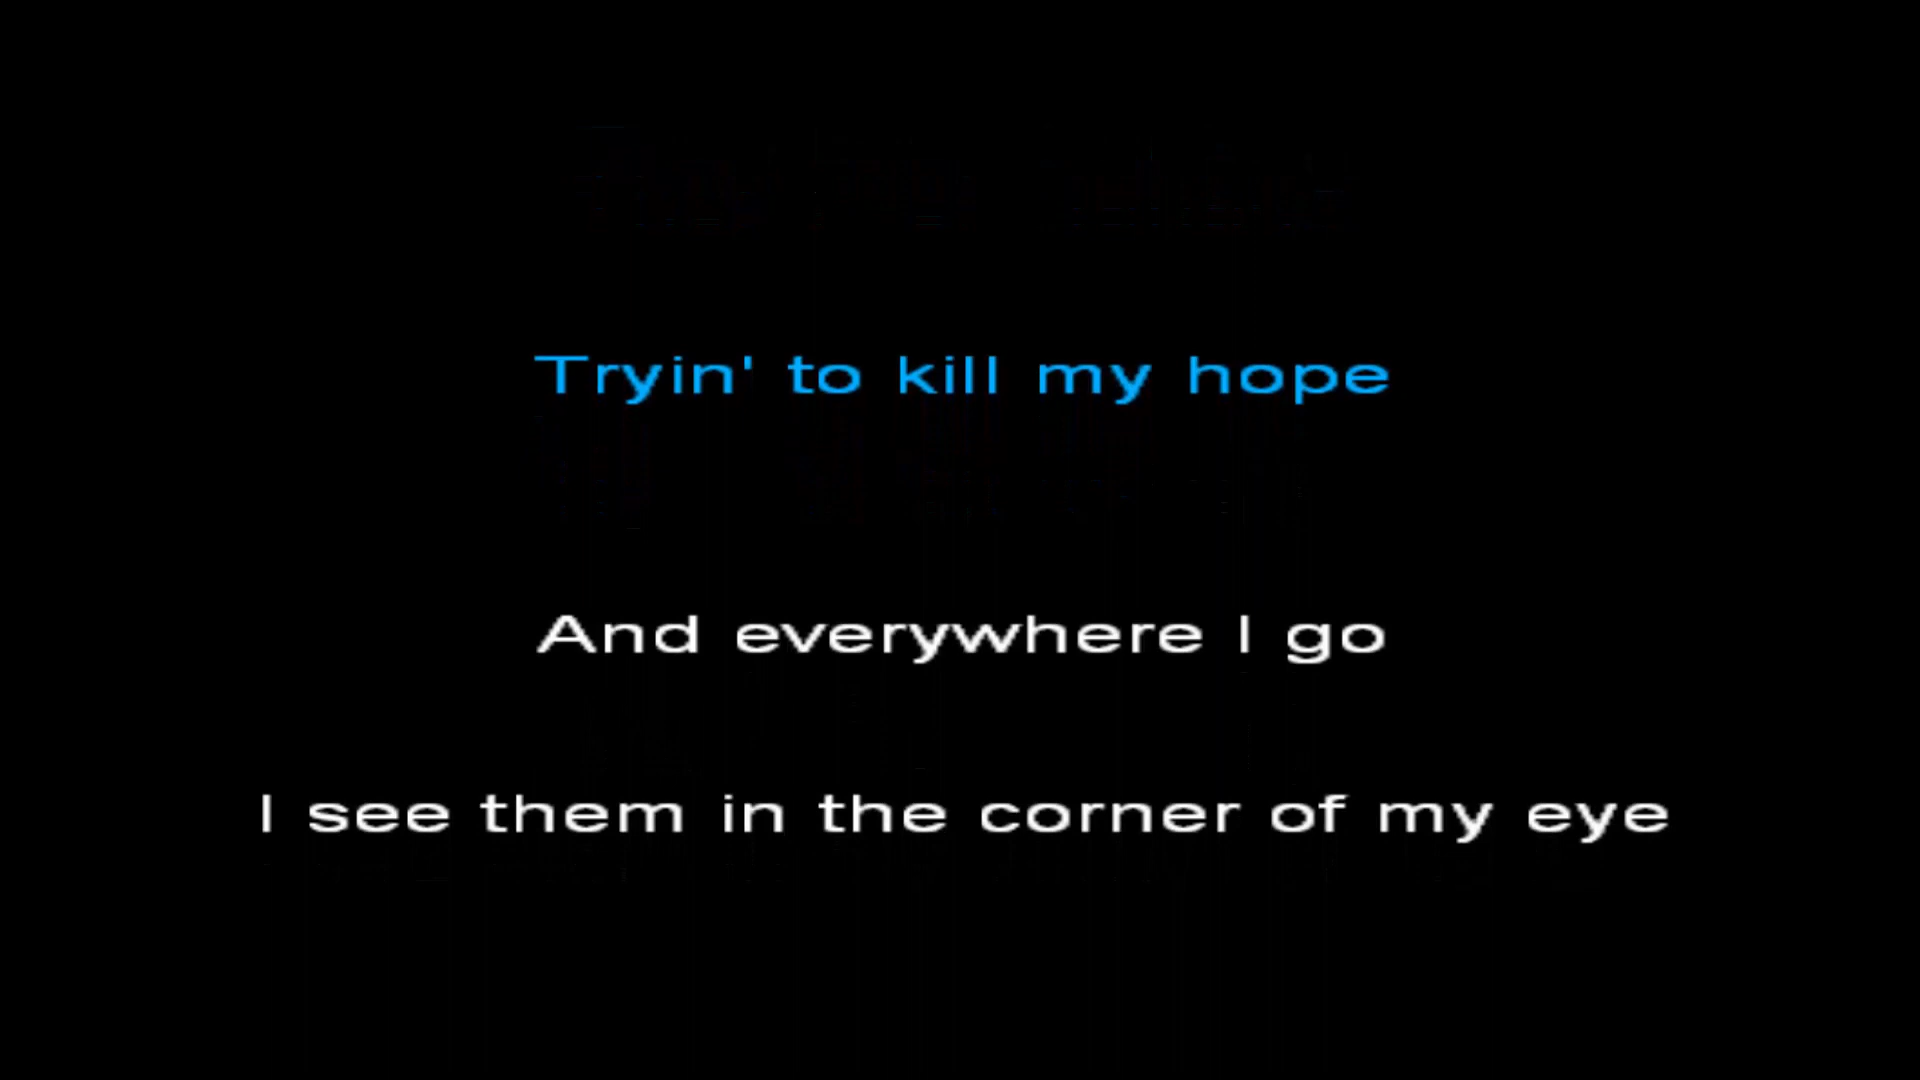 Tryin' to kill my hope
And everywhere I go
I see them in the corner of my eye